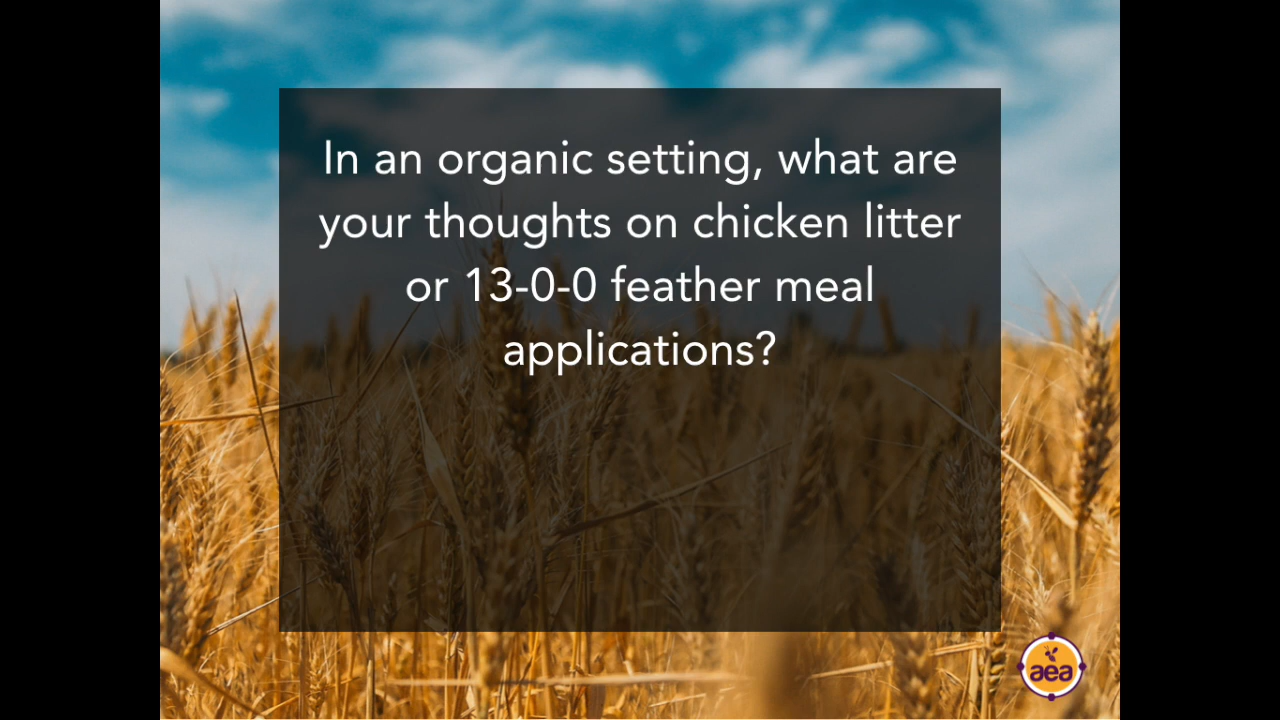 In an organic setting, what are
your thoughts on chicken litter
or 13-0-0 feather meal
applications?
aea